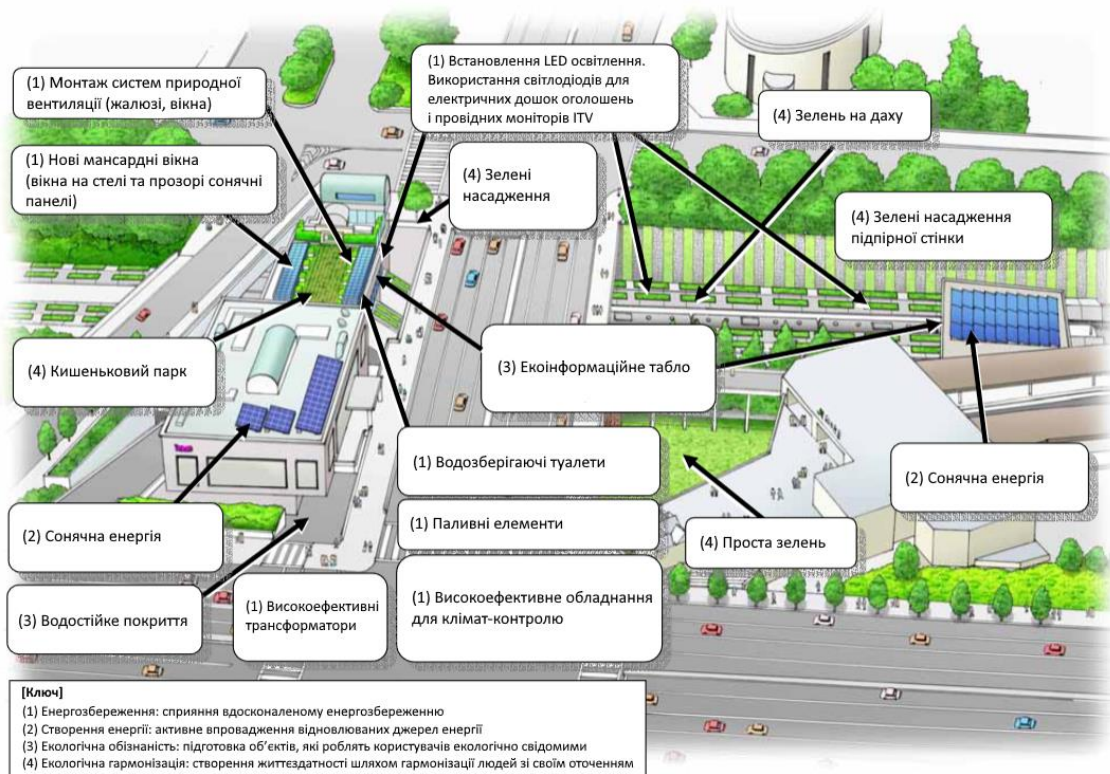 (1) Монтаж систем природної
вентиляції (жалюзі, вікна)
(1) Встановлення LED освітлення.
Використання світлодіодів для
електричних дошок оголошень
і провідних моніторів ITV
(4) Зелень на даху
(1) Нові мансардні вікна
(вікна на стелі та прозорі сонячні
панелі)
(4) Зелені
насадження
(4) Зелені насадження
підпірної стінки
(4) Кишеньковий парк
(3) Екоінформаційне табло
(1) Водозберігаючі туалети
(2) Сонячна енергія
(2) Сонячна енергія
(1) Паливні елементи
(4) Проста зелень
(3) Водостійке покриття
(1) Високоефективні
трансформатори
(1) Високоефективне обладнання
для клімат-контролю
[Ключ]
(1) Енергозбереження: сприяння вдосконаленому енергозбереженню
(2) Створення енергії: активне впровадження відновлюваних джерел енергії
(3) Екологічна обізнаність: підготовка об’єктів, які роблять користувачів екологічно свідомими
(4) Екологічна гармонізація: створення життєздатності шляхом гармонізації людей зі своїм оточенням